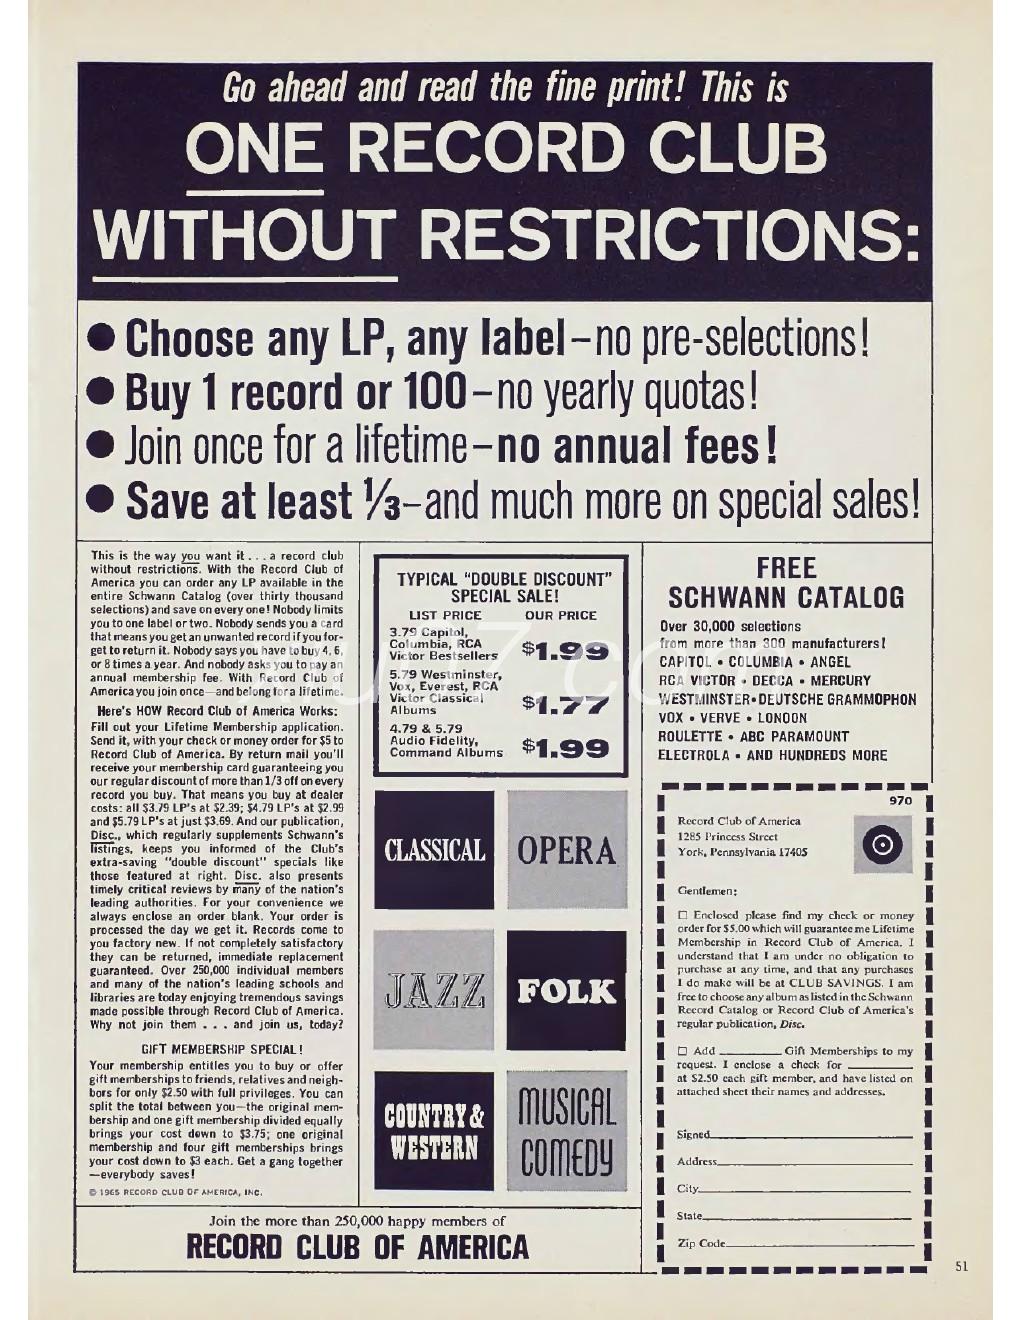 Go ahead and read the fine print! This is
ONE RECORD CLUB
WITHOUT RESTRICTIONS:
● Choose any LP, any label–no pre-selections!
● Buy 1 record or 100–no yearly quotas!
● Join once for a lifetime–no annual fees!
● Save at least 1/3–and much more on special sales!
This is the way you want it . . . a record club
without restrictions. With the Record Club of
America you can order any LP available in the
entire Schwann Catalog (over thirty thousand
selections) and save on every one! Nobody limits
you to one label or two. Nobody sends you a card
that means you get an unwanted record if you for-
get to return it. Nobody says you have to buy 4, 6,
or 8 times a year. And nobody asks you to pay an
annual membership fee. With Record Club of
America you join once—and belong for a lifetime.
Here's HOW Record Club of America Works:
Fill out your Lifetime Membership application.
Send it, with your check or money order for $5 to
Record Club of America. By return mail you'll
receive your membership card guaranteeing you
our regular discount of more than 1/3 off on every
record you buy. That means you buy at dealer
costs: all $3.79 LP's at $2.39; $4.79 LP's at $2.99
and $5.79 LP's at just $3.69. And our publication,
Disc., which regularly supplements Schwann's
listings, keeps you informed of the Club's
extra-saving "double discount" specials like
those featured at right. Disc. also presents
timely critical reviews by many of the nation's
leading authorities. For your convenience we
always enclose an order blank. Your order is
processed the day we get it. Records come to
you factory new. If not completely satisfactory
they can be returned, immediate replacement
guaranteed. Over 250,000 individual members
and many of the nation's leading schools and
libraries are today enjoying tremendous savings
made possible through Record Club of America.
Why not join them . . . and join us, today?
GIFT MEMBERSHIP SPECIAL!
Your membership entitles you to buy or offer
gift memberships to friends, relatives and neigh-
bors for only $2.50 with full privileges. You can
split the total between you—the original mem-
bership and one gift membership divided equally
brings your cost down to $3.75; one original
membership and four gift memberships brings
your cost down to $3 each. Get a gang together
—everybody saves!
© 1965 RECORD CLUB OF AMERICA, INC.
TYPICAL "DOUBLE DISCOUNT"
SPECIAL SALE!
LIST PRICE OUR PRICE
3.79 Capitol,
Columbia, RCA
Victor Bestsellers $1.99
5.79 Westminster,
Vox, Everest, RCA
Victor Classical
Albums $1.77
4.79 & 5.79
Audio Fidelity,
Command Albums $1.99
CLASSICAL
OPERA
JAZZ
FOLK
COUNTRY &
WESTERN
MUSICAL
COMEDY
FREE
SCHWANN CATALOG
Over 30,000 selections
from more than 300 manufacturers!
CAPITOL • COLUMBIA • ANGEL
RCA VICTOR • DECCA • MERCURY
WESTMINSTER • DEUTSCHE GRAMMOPHON
VOX • VERVE • LONDON
ROULETTE • ABC PARAMOUNT
ELECTROLA • AND HUNDREDS MORE
970
Record Club of America
1285 Princess Street
York, Pennsylvania 17405
Gentlemen:
☐ Enclosed please find my check or money
order for $5.00 which will guarantee me Lifetime
Membership in Record Club of America. I
understand that I am under no obligation to
purchase at any time, and that any purchases
I do make will be at CLUB SAVINGS. I am
free to choose any album as listed in the Schwann
Record Catalog or Record Club of America's
regular publication, Disc.
☐ Add ________ Gift Memberships to my
request. I enclose a check for ________
at $2.50 each gift member, and have listed on
attached sheet their names and addresses.
Signed
Address
City
State
Zip Code
Join the more than 250,000 happy members of
RECORD CLUB OF AMERICA
51